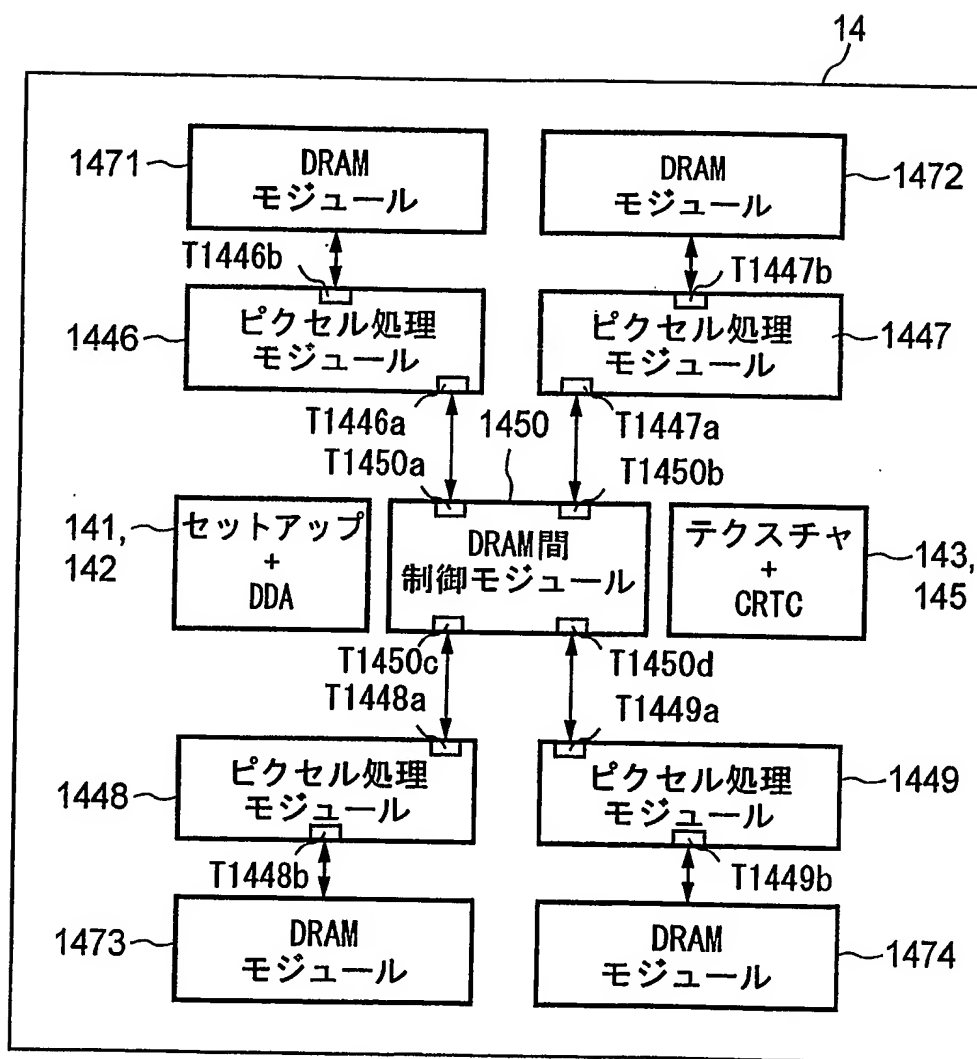 14
1471
DRAM
モジュール
DRAM
モジュール
1472
T1446b
T1447b
1446
ピクセル処理
モジュール
ピクセル処理
モジュール
1447
T1446a
1450
T1447a
T1450a
T1450b
141,
142
セットアップ
+
DDA
DRAM間
制御モジュール
テクスチャ
+
CRTC
143,
145
T1450c
T1450d
T1448a
T1449a
1448
ピクセル処理
モジュール
ピクセル処理
モジュール
1449
T1448b
T1449b
1473
DRAM
モジュール
DRAM
モジュール
1474